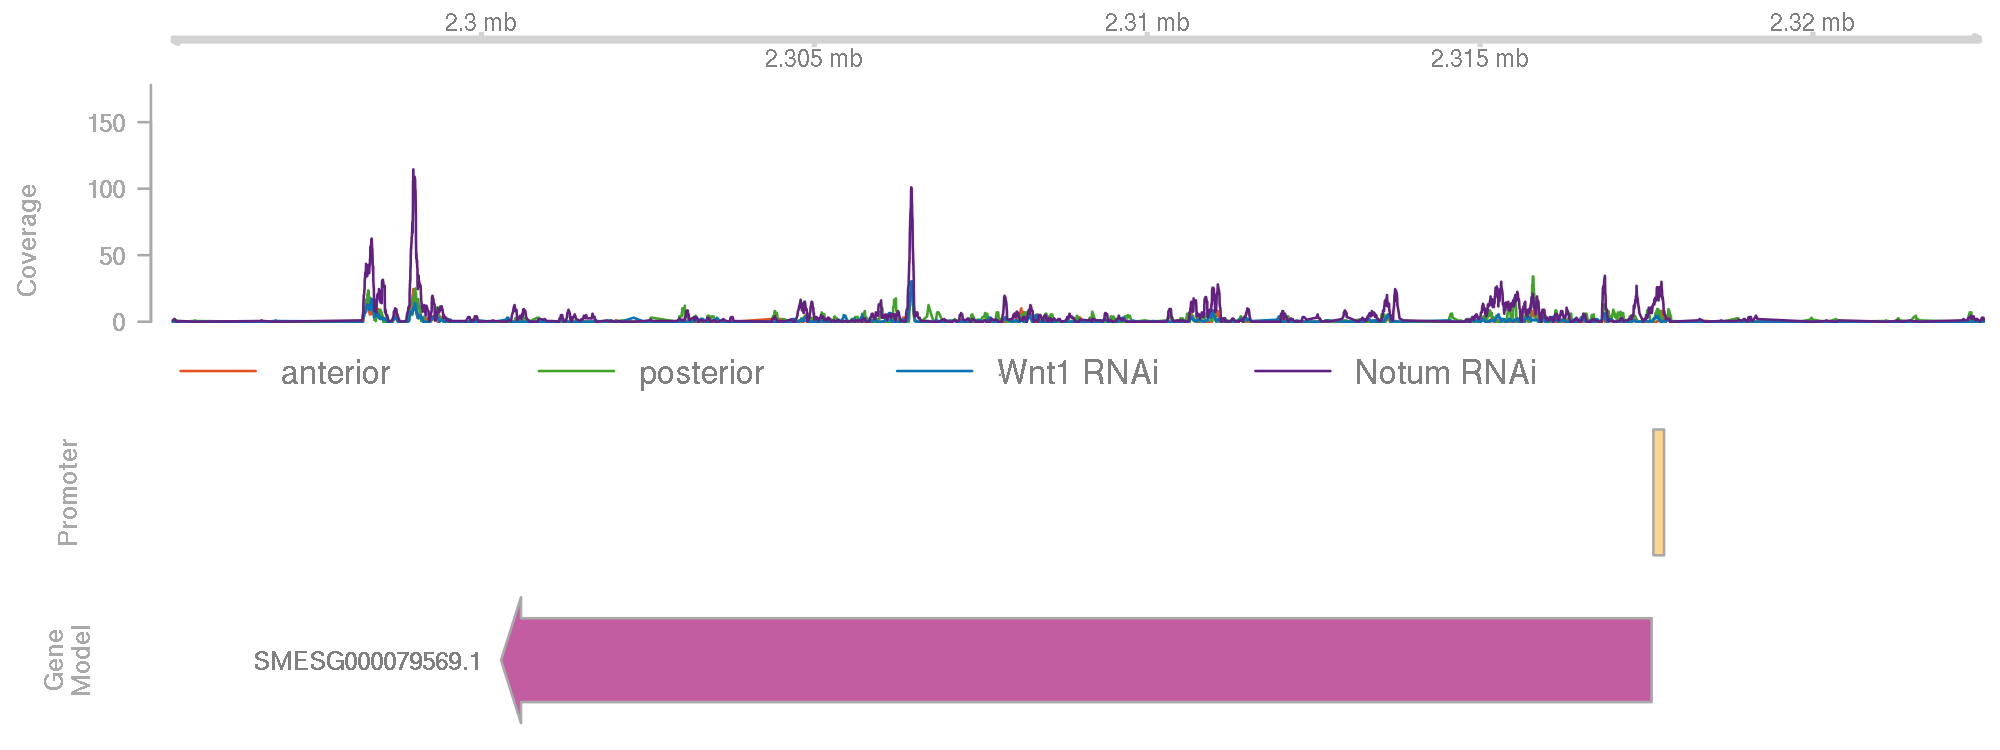 2.3 mb
2.31 mb
2.32 mb
2.305 mb
2.315 mb
Coverage
150
100
50
0
anterior
posterior
Wnt1 RNAi
Notum RNAi
Promoter
Gene
Model
SMESG000079569.1